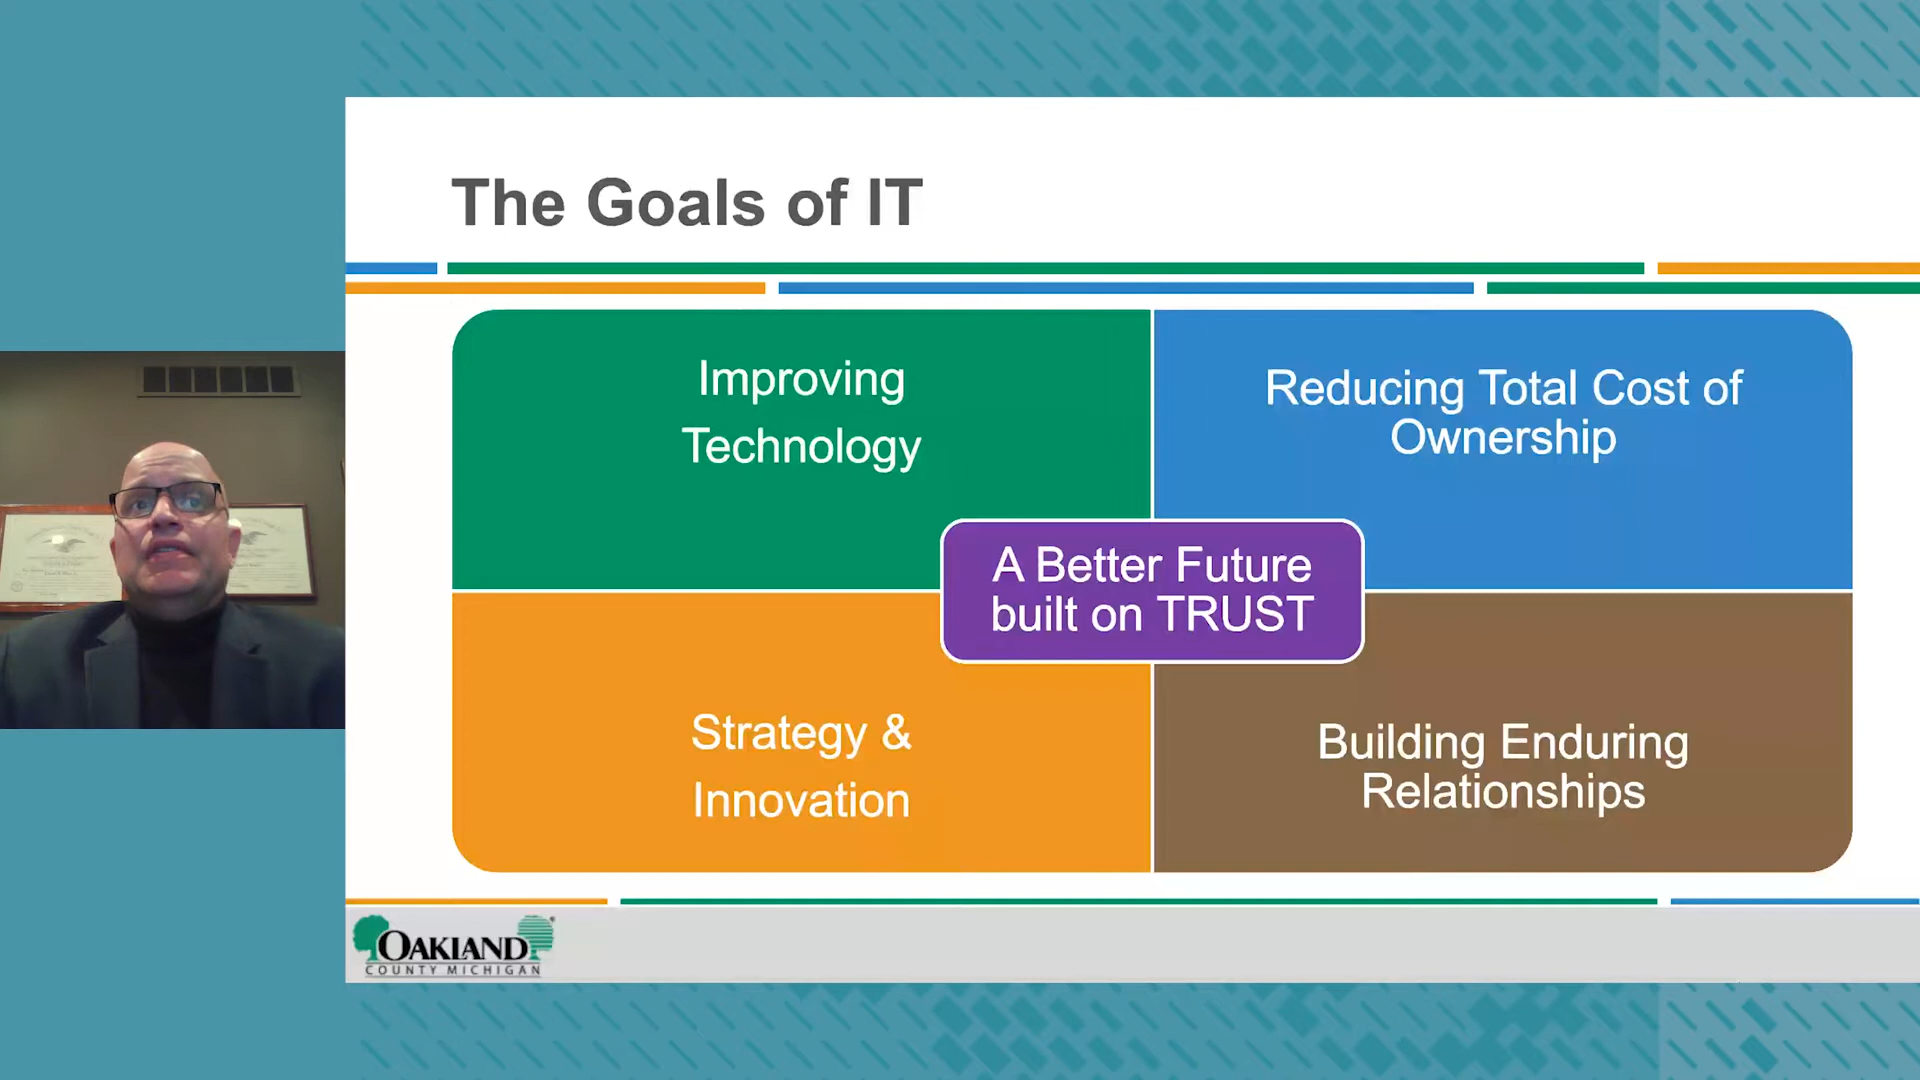 The Goals of IT
Improving
Technology
Reducing Total Cost of
Ownership
A Better Future
built on TRUST
Strategy &
Innovation
Building Enduring
Relationships
OAKLAND
COUNTY MICHIGAN